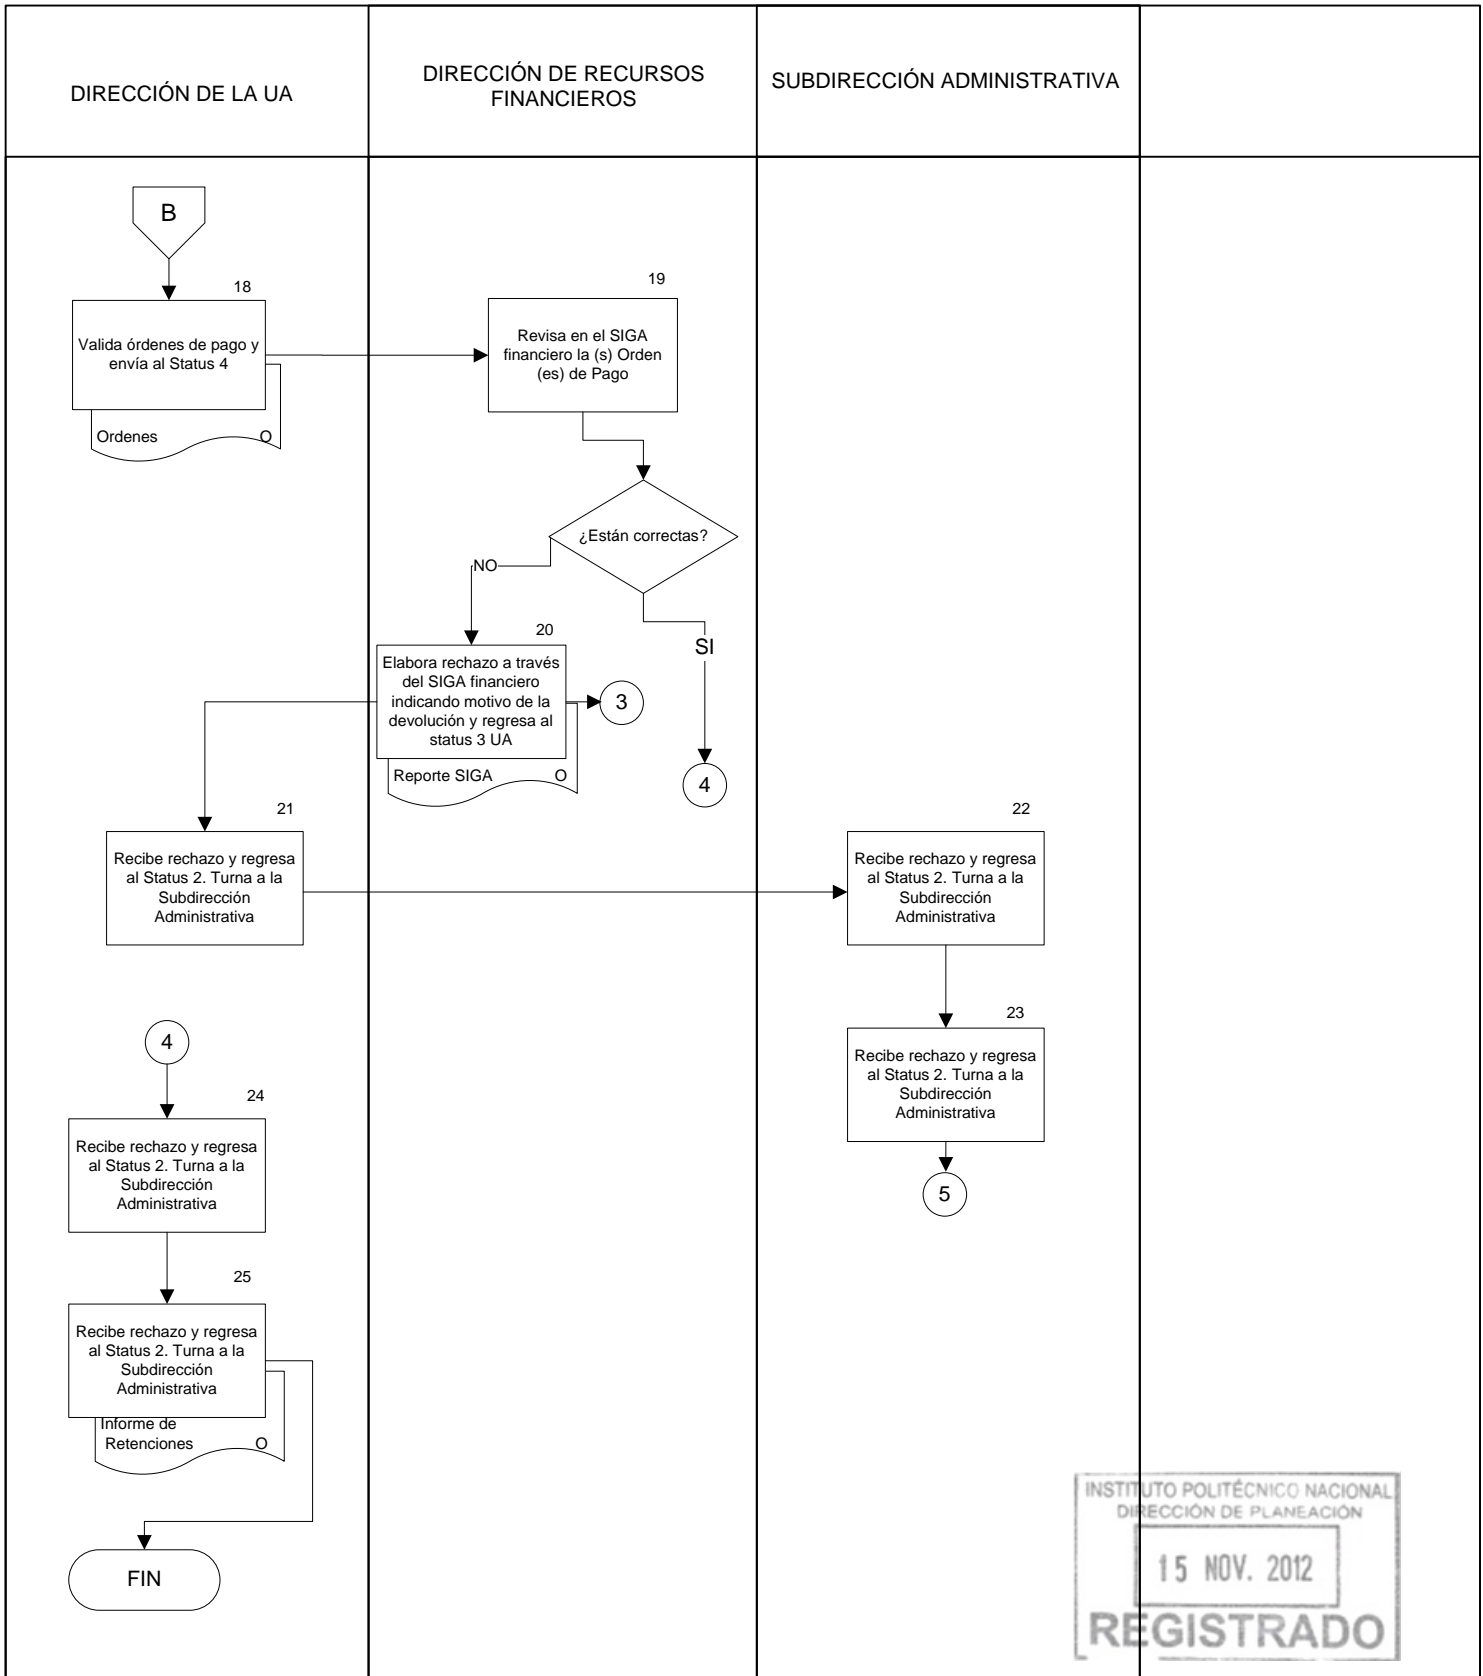 DIRECCIÓN DE LA UA
DIRECCIÓN DE RECURSOS
FINANCIEROS
SUBDIRECCIÓN ADMINISTRATIVA
B
18
Valida órdenes de pago y
envía al Status 4
Ordenes O
19
Revisa en el SIGA
financiero la (s) Orden
(es) de Pago
¿Están correctas?
NO
SI
20
Elabora rechazo a través
del SIGA financiero
indicando motivo de la
devolución y regresa al
status 3 UA
Reporte SIGA O
3
4
21
Recibe rechazo y regresa
al Status 2. Turna a la
Subdirección
Administrativa
22
Recibe rechazo y regresa
al Status 2. Turna a la
Subdirección
Administrativa
23
Recibe rechazo y regresa
al Status 2. Turna a la
Subdirección
Administrativa
5
4
24
Recibe rechazo y regresa
al Status 2. Turna a la
Subdirección
Administrativa
25
Recibe rechazo y regresa
al Status 2. Turna a la
Subdirección
Administrativa
Informe de
Retenciones O
FIN
INSTITUTO POLITÉCNICO NACIONAL
DIRECCIÓN DE PLANEACIÓN
15 NOV. 2012
REGISTRADO